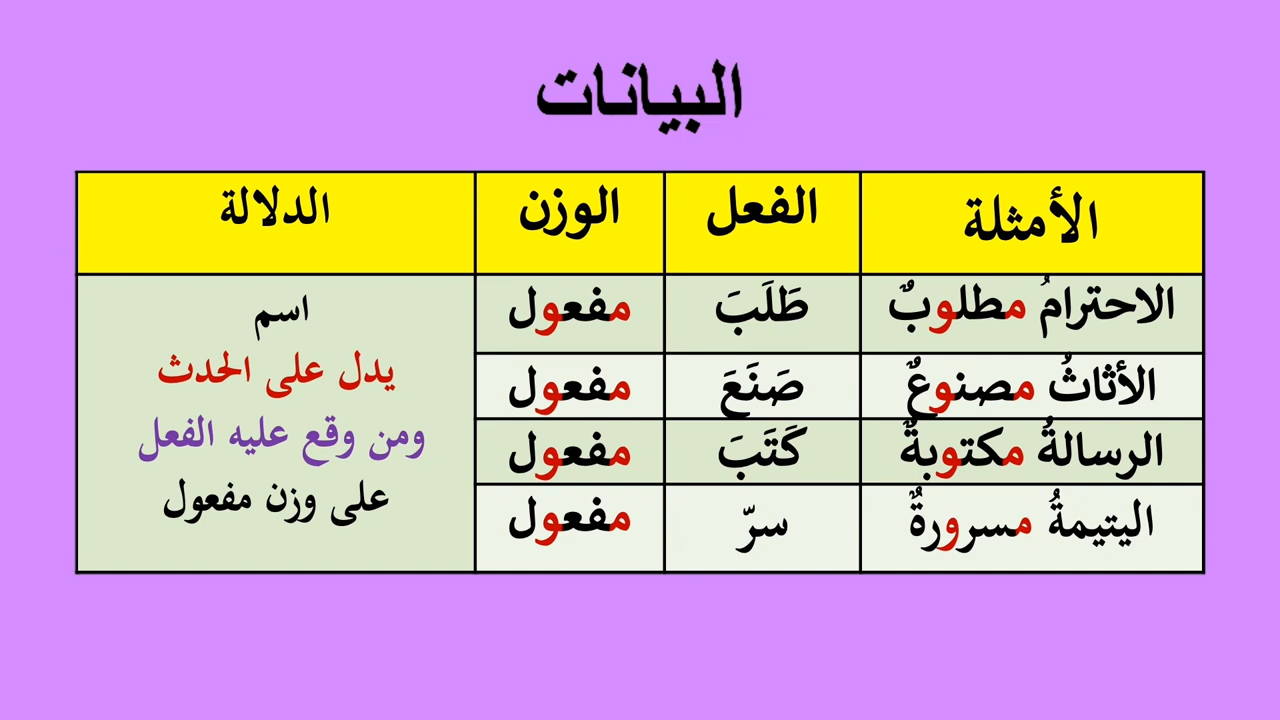 البيانات
الأمثلة الفعل الوزن الدلالة
الاحترامُ مطلوبٌ طَلَبَ مفعول
الأثاثُ مصنوعٌ صَنَعَ مفعول
الرسالةُ مكتوبةٌ كَتَبَ مفعول
اليتيمةُ مسرورةٌ سرّ مفعول
اسم
يدل على الحدث
ومن وقع عليه الفعل
على وزن مفعول